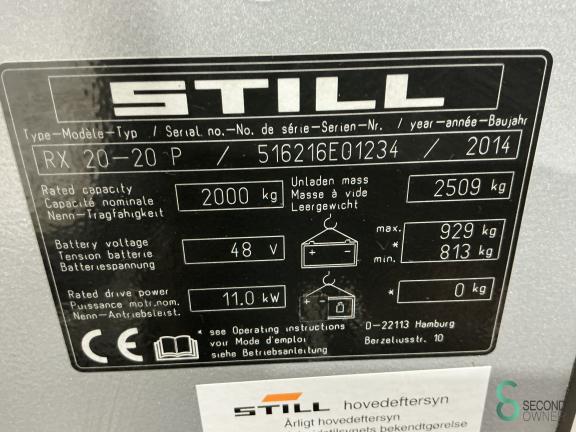 STILL
Type-Modèle-Typ / Serial no.-No. de série-Serien-Nr. / year-année-Baujahr
RX 20-20 P / 516216E01234 / 2014
Rated capacity
Capacité nominale
Nenn-Tragfähigkeit
2000 kg
Unladen mass
Masse à vide
Leergewicht
2509 kg
Battery voltage
Tension batterie
Batteriespannung
48 V
+ -
max. 929 kg
*
min. 813 kg
Rated drive power
Puissance motr.nom.
Nenn-Antriebsleist.
11.0 kW
* 0 kg
CE
* see Operating instructions
voir Mode d'emploi
siehe Betriebsanleitung
D-22113 Hamburg
Berzeliusstr. 10
STILL hovedeftersyn
Årligt hovedeftersyn
bekendtgørelse
SECOND
OWNER